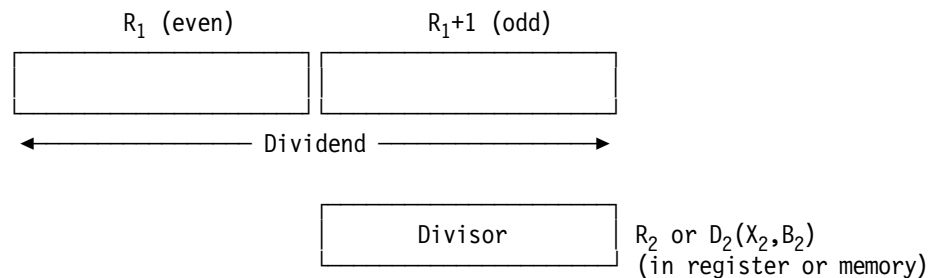 R₁ (even) R₁+1 (odd)
Dividend
Divisor R₂ or D₂(X₂,B₂)
(in register or memory)